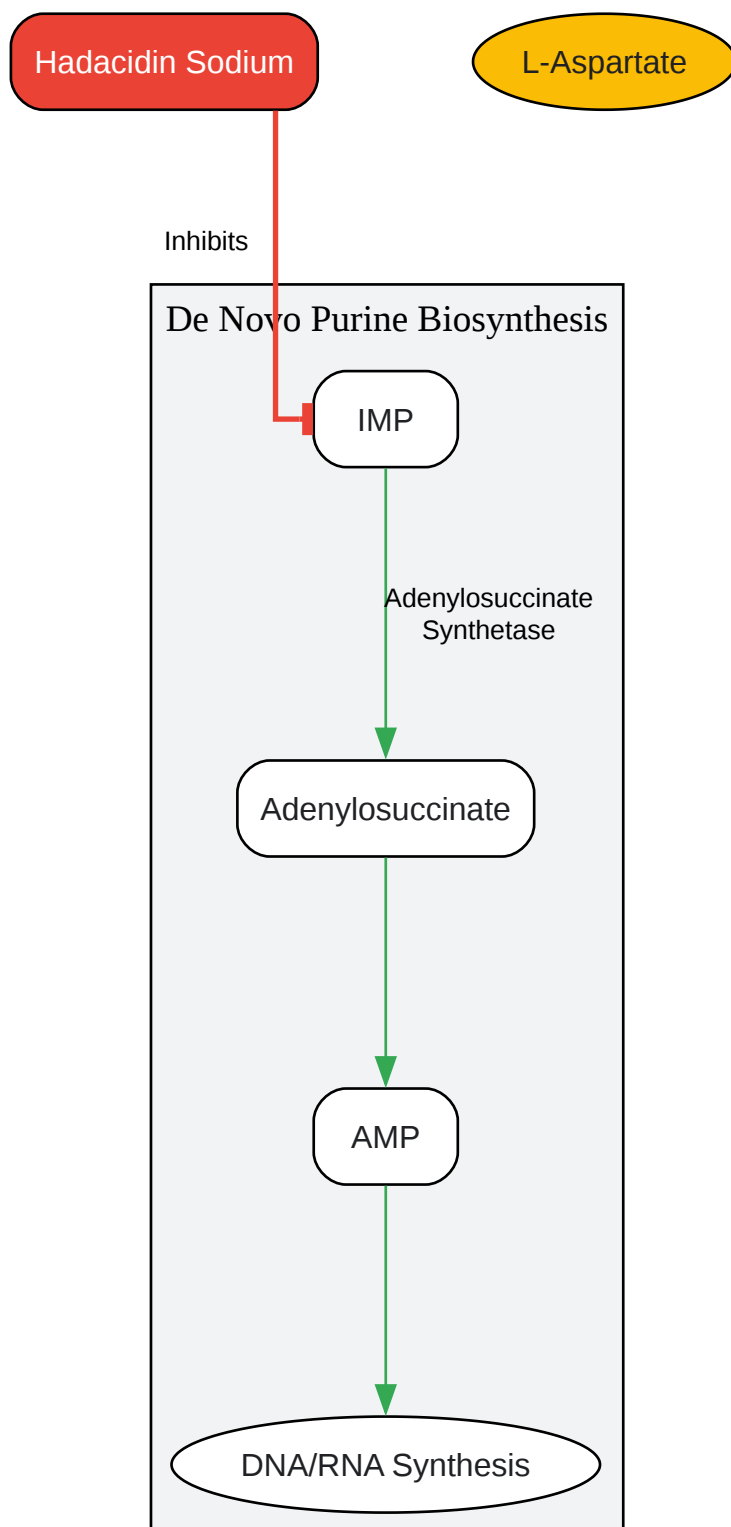 Hadacidin Sodium
L-Aspartate
Inhibits
De Novo Purine Biosynthesis
IMP
Adenylosuccinate
Synthetase
Adenylosuccinate
AMP
DNA/RNA Synthesis